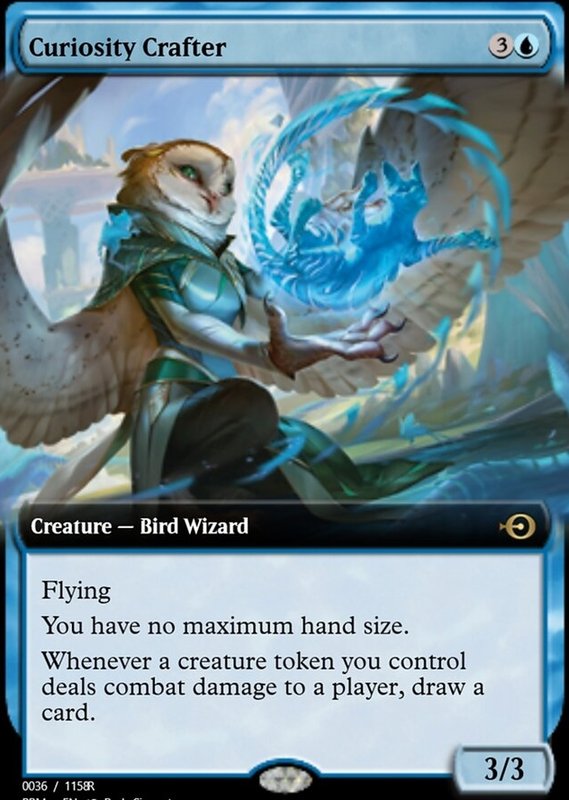 Curiosity Crafter 3
Creature — Bird Wizard
Flying
You have no maximum hand size.
Whenever a creature token you control
deals combat damage to a player, draw a
card.
3/3
0036 / 1158R